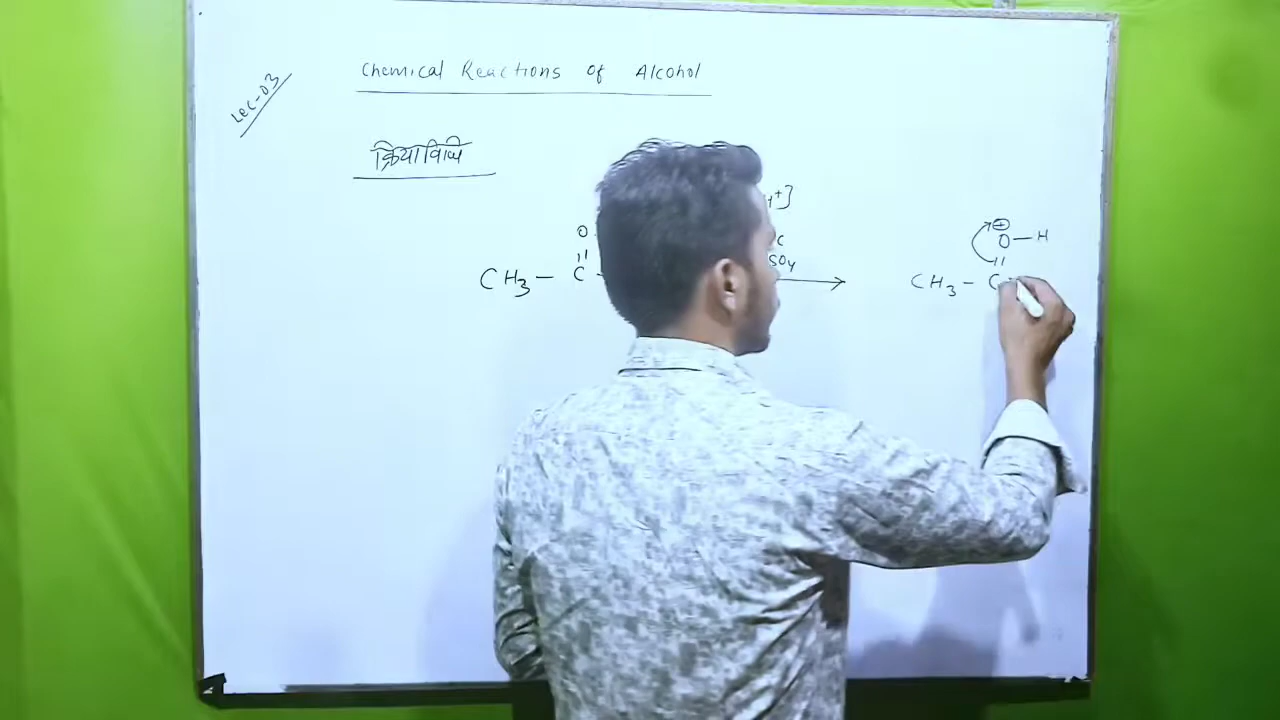 Lec-03
Chemical Reactions of Alcohol
क्रियाविधि
H⁺]
O
C
SO₄
CH₃ — C —
⊕
O — H
CH₃ — C